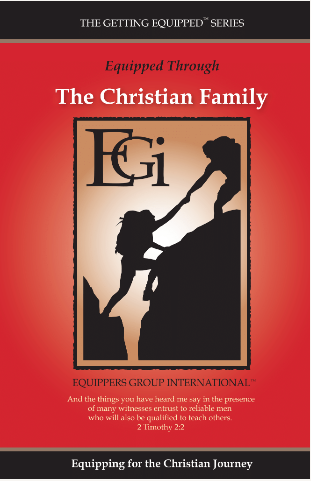 THE GETTING EQUIPPED™ SERIES
Equipped Through
The Christian Family
EGi
EQUIPPERS GROUP INTERNATIONAL™
And the things you have heard me say in the presence
of many witnesses entrust to reliable men
who will also be qualified to teach others.
2 Timothy 2:2
Equipping for the Christian Journey